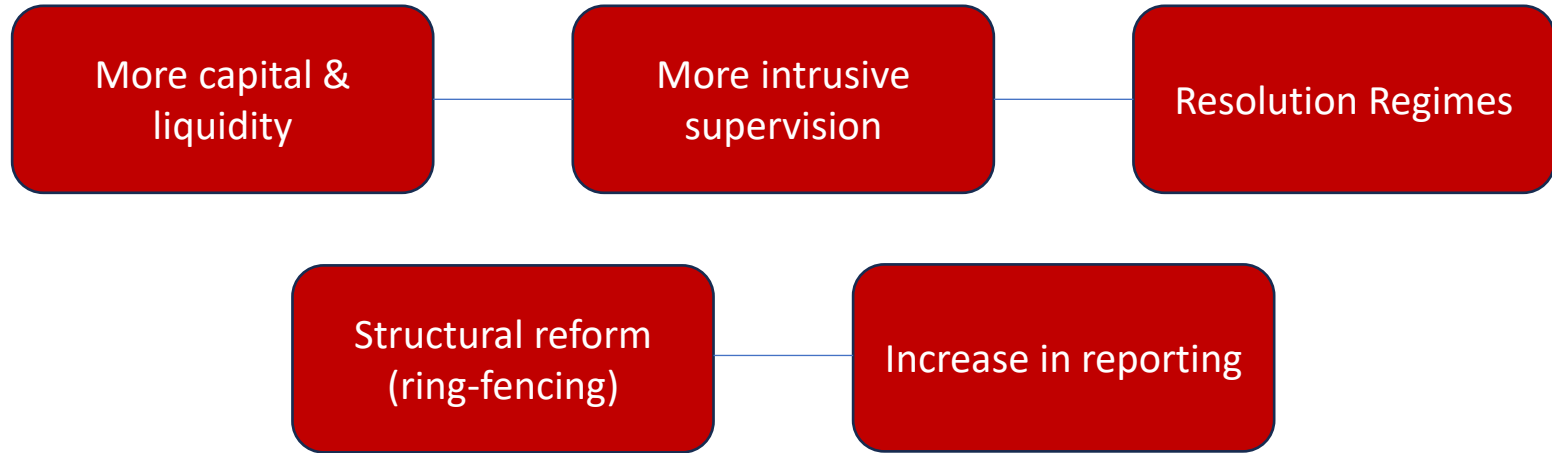 More capital &
liquidity
More intrusive
supervision
Resolution Regimes
Structural reform
(ring-fencing)
Increase in reporting